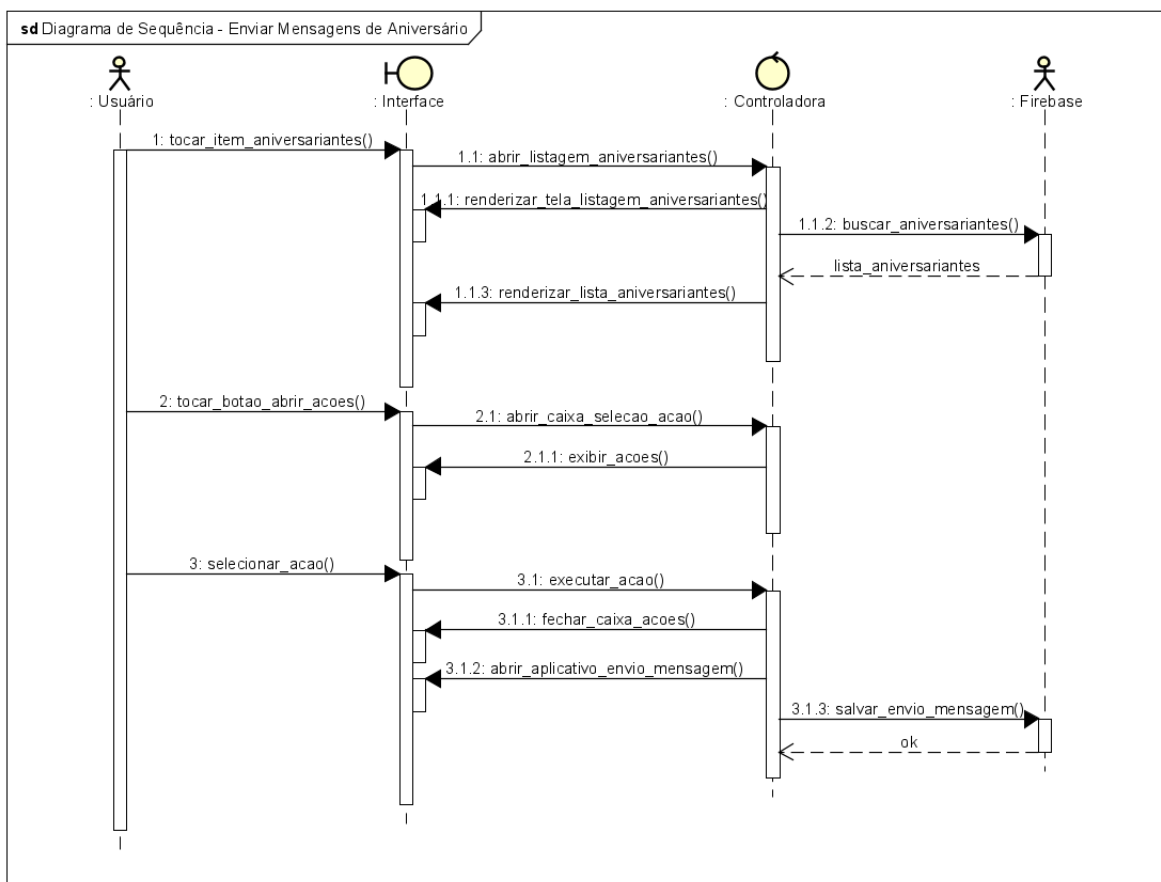 sd Diagrama de Sequência - Enviar Mensagens de Aniversário
: Usuário
: Interface
: Controladora
: Firebase
1: tocar_item_aniversariantes()
1.1: abrir_listagem_aniversariantes()
1.1.1: renderizar_tela_listagem_aniversariantes()
1.1.2: buscar_aniversariantes()
lista_aniversariantes
1.1.3: renderizar_lista_aniversariantes()
2: tocar_botao_abrir_acoes()
2.1: abrir_caixa_selecao_acao()
2.1.1: exibir_acoes()
3: selecionar_acao()
3.1: executar_acao()
3.1.1: fechar_caixa_acoes()
3.1.2: abrir_aplicativo_envio_mensagem()
3.1.3: salvar_envio_mensagem()
ok